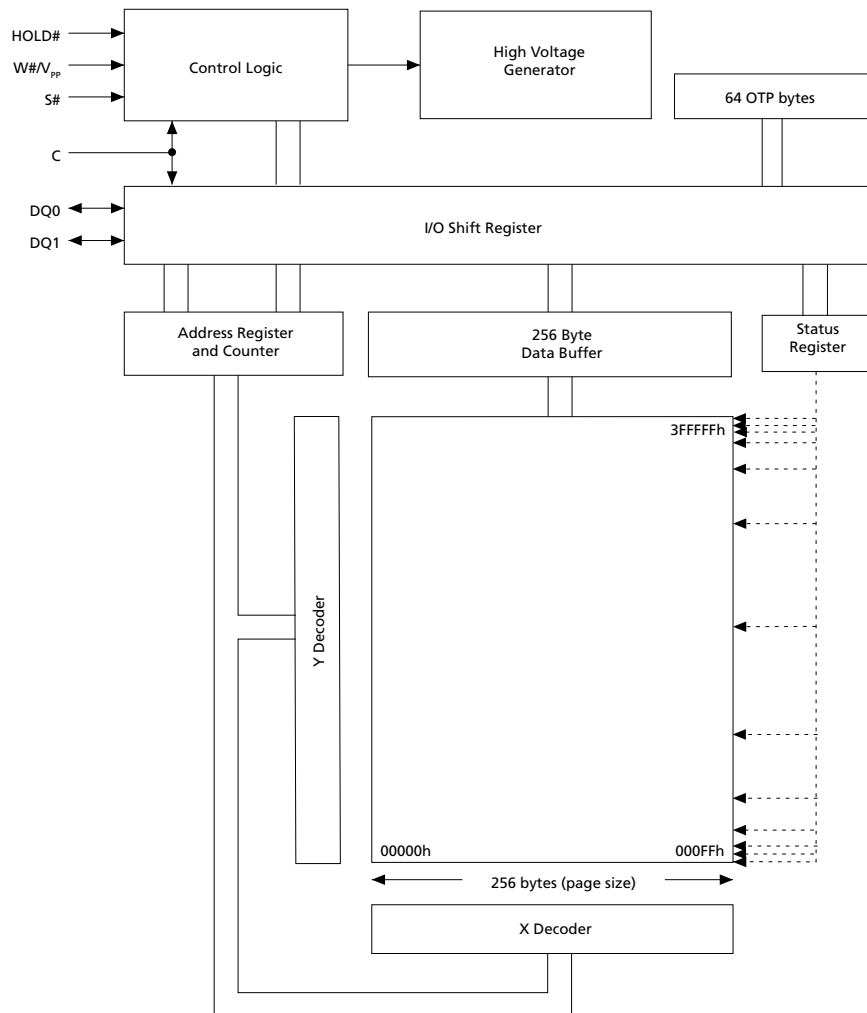 HOLD#
W#/VPP
S#
C
DQ0
DQ1
Control Logic
High Voltage
Generator
64 OTP bytes
I/O Shift Register
Address Register
and Counter
256 Byte
Data Buffer
Status
Register
3FFFFFh
Y Decoder
00000h
000FFh
256 bytes (page size)
X Decoder